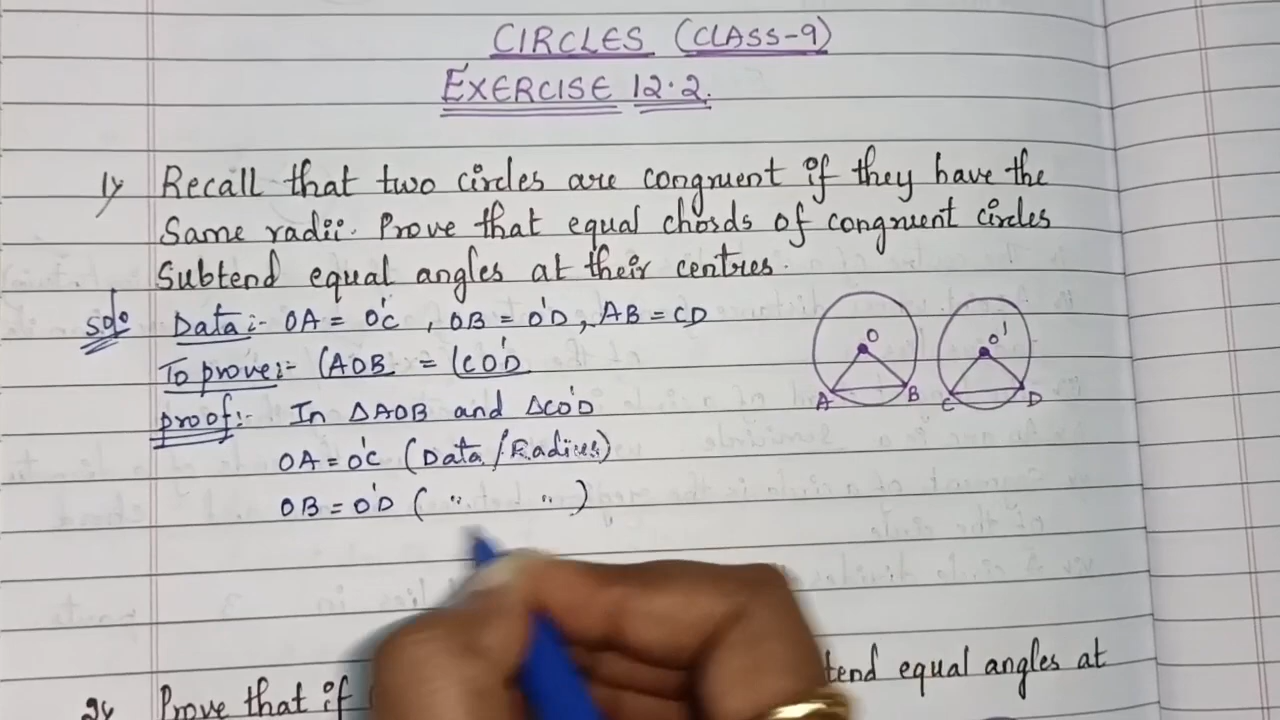 CIRCLES (CLASS-9)
EXERCISE 12.2.
1) Recall that two circles are congruent if they have the
Same radii. Prove that equal chords of congruent circles
Subtend equal angles at their centres.
Soln Data:- OA = O'C , OB = O'D, AB = CD
To prove:- ∠AOB = ∠CO'D
proof:- In ΔAOB and ΔCO'D
OA = O'C (Data/Radius)
OB = O'D ( " " )
O
O'
A B C D
tend equal angles at
2) Prove that if